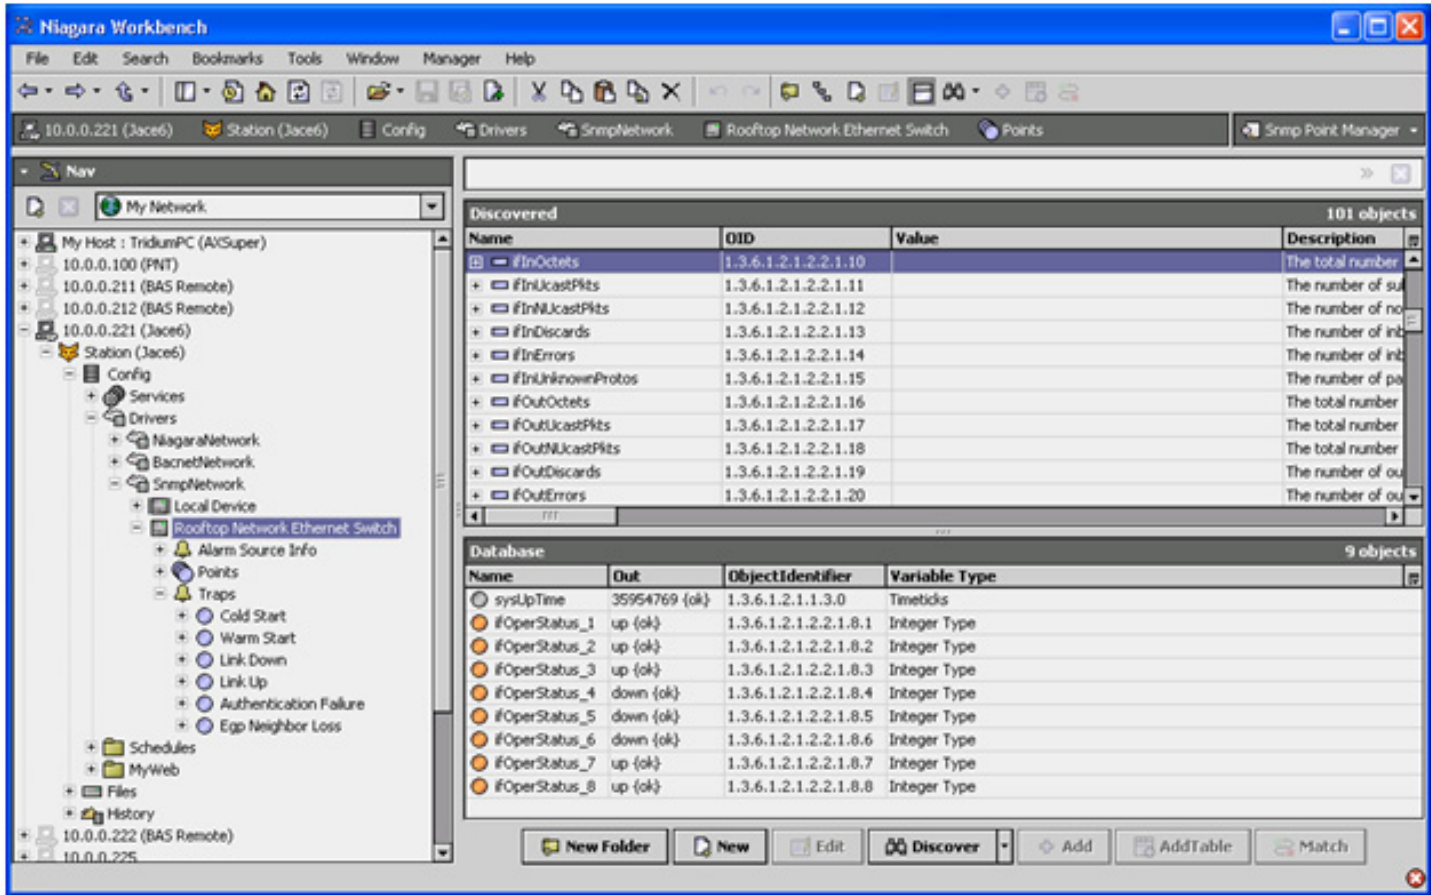 Niagara Workbench
File Edit Search Bookmarks Tools Window Manager Help
10.0.0.221 (Jace6) Station (Jace6) Config Drivers SnmpNetwork Rooftop Network Ethernet Switch Points Snmp Point Manager
Nav
My Network
My Host : TridiumPC (AXSuper)
10.0.0.100 (PNT)
10.0.0.211 (BAS Remote)
10.0.0.212 (BAS Remote)
10.0.0.221 (Jace6)
Station (Jace6)
Config
Services
Drivers
NiagaraNetwork
BacnetNetwork
SnmpNetwork
Local Device
Rooftop Network Ethernet Switch
Alarm Source Info
Points
Traps
Cold Start
Warm Start
Link Down
Link Up
Authentication Failure
Egp Neighbor Loss
Schedules
MyWeb
Files
History
10.0.0.222 (BAS Remote)
10.0.0.225
Discovered 101 objects
Name OID Value Description
ifInOctets 1.3.6.1.2.1.2.2.1.10 The total number
ifInUcastPkts 1.3.6.1.2.1.2.2.1.11 The number of sul
ifInNUcastPkts 1.3.6.1.2.1.2.2.1.12 The number of no
ifInDiscards 1.3.6.1.2.1.2.2.1.13 The number of inb
ifInErrors 1.3.6.1.2.1.2.2.1.14 The number of inb
ifInUnknownProtos 1.3.6.1.2.1.2.2.1.15 The number of pa
ifOutOctets 1.3.6.1.2.1.2.2.1.16 The total number
ifOutUcastPkts 1.3.6.1.2.1.2.2.1.17 The total number
ifOutNUcastPkts 1.3.6.1.2.1.2.2.1.18 The total number
ifOutDiscards 1.3.6.1.2.1.2.2.1.19 The number of ou
ifOutErrors 1.3.6.1.2.1.2.2.1.20 The number of ou
Database 9 objects
Name Out ObjectIdentifier Variable Type
sysUpTime 35954769 {ok} 1.3.6.1.2.1.1.3.0 Timeticks
ifOperStatus_1 up {ok} 1.3.6.1.2.1.2.2.1.8.1 Integer Type
ifOperStatus_2 up {ok} 1.3.6.1.2.1.2.2.1.8.2 Integer Type
ifOperStatus_3 up {ok} 1.3.6.1.2.1.2.2.1.8.3 Integer Type
ifOperStatus_4 down {ok} 1.3.6.1.2.1.2.2.1.8.4 Integer Type
ifOperStatus_5 down {ok} 1.3.6.1.2.1.2.2.1.8.5 Integer Type
ifOperStatus_6 down {ok} 1.3.6.1.2.1.2.2.1.8.6 Integer Type
ifOperStatus_7 up {ok} 1.3.6.1.2.1.2.2.1.8.7 Integer Type
ifOperStatus_8 up {ok} 1.3.6.1.2.1.2.2.1.8.8 Integer Type
New Folder New Edit Discover Add AddTable Match